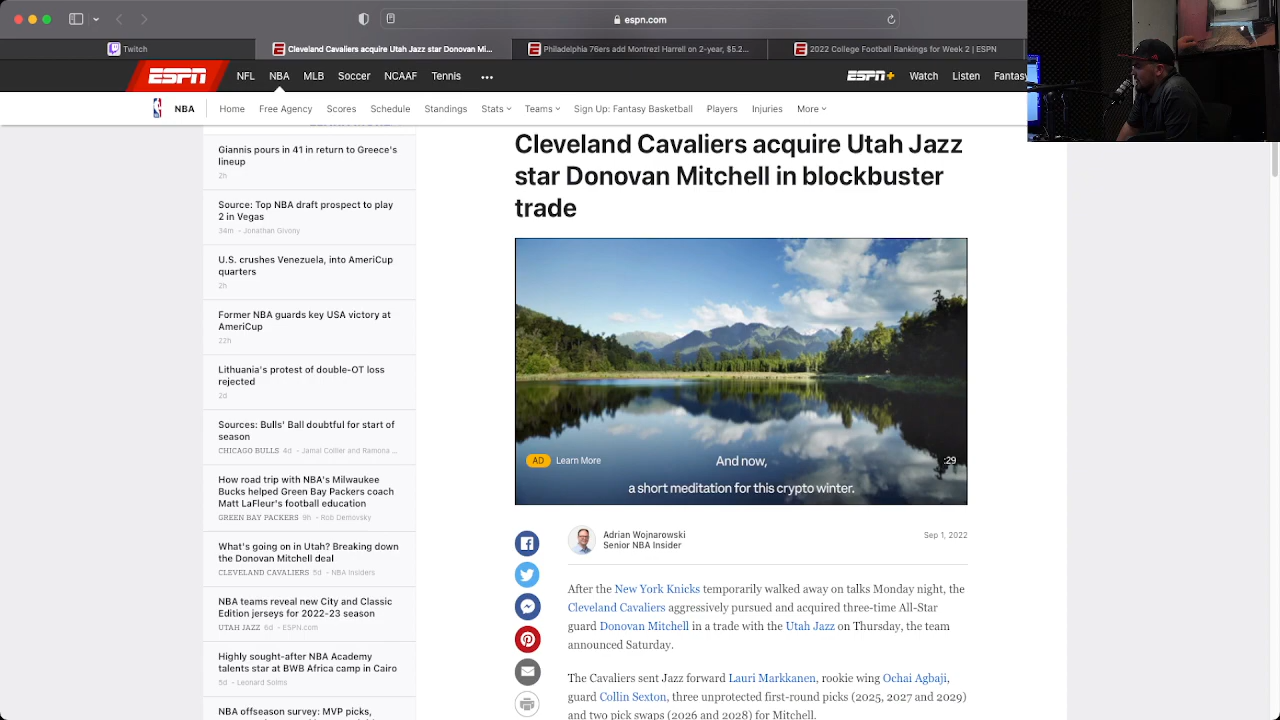 espn.com
Twitch
Cleveland Cavaliers acquire Utah Jazz star Donovan Mi...
Philadelphia 76ers add Montrezl Harrell on 2-year, $5.2...
2022 College Football Rankings for Week 2 | ESPN
ESPN
NFL
NBA
MLB
Soccer
NCAAF
Tennis
•••
ESPN+
Watch
Listen
Fantas
NBA
Home
Free Agency
Scores
Schedule
Standings
Stats
Teams
Sign Up: Fantasy Basketball
Players
Injuries
More
Giannis pours in 41 in return to Greece's
lineup
2h
Source: Top NBA draft prospect to play
2 in Vegas
34m - Jonathan Givony
U.S. crushes Venezuela, into AmeriCup
quarters
2h
Former NBA guards key USA victory at
AmeriCup
22h
Lithuania's protest of double-OT loss
rejected
2d
Sources: Bulls' Ball doubtful for start of
season
CHICAGO BULLS 4d - Jamal Collier and Ramona ...
How road trip with NBA's Milwaukee
Bucks helped Green Bay Packers coach
Matt LaFleur's football education
GREEN BAY PACKERS 9h - Rob Demovsky
What's going on in Utah? Breaking down
the Donovan Mitchell deal
CLEVELAND CAVALIERS 5d - NBA Insiders
NBA teams reveal new City and Classic
Edition jerseys for 2022-23 season
UTAH JAZZ 6d - ESPN.com
Highly sought-after NBA Academy
talents star at BWB Africa camp in Cairo
5d - Leonard Solms
NBA offseason survey: MVP picks,
Cleveland Cavaliers acquire Utah Jazz
star Donovan Mitchell in blockbuster
trade
AD Learn More
And now,
:29
a short meditation for this crypto winter.
Adrian Wojnarowski
Senior NBA Insider
Sep 1, 2022
After the New York Knicks temporarily walked away on talks Monday night, the
Cleveland Cavaliers aggressively pursued and acquired three-time All-Star
guard Donovan Mitchell in a trade with the Utah Jazz on Thursday, the team
announced Saturday.
The Cavaliers sent Jazz forward Lauri Markkanen, rookie wing Ochai Agbaji,
guard Collin Sexton, three unprotected first-round picks (2025, 2027 and 2029)
and two pick swaps (2026 and 2028) for Mitchell.